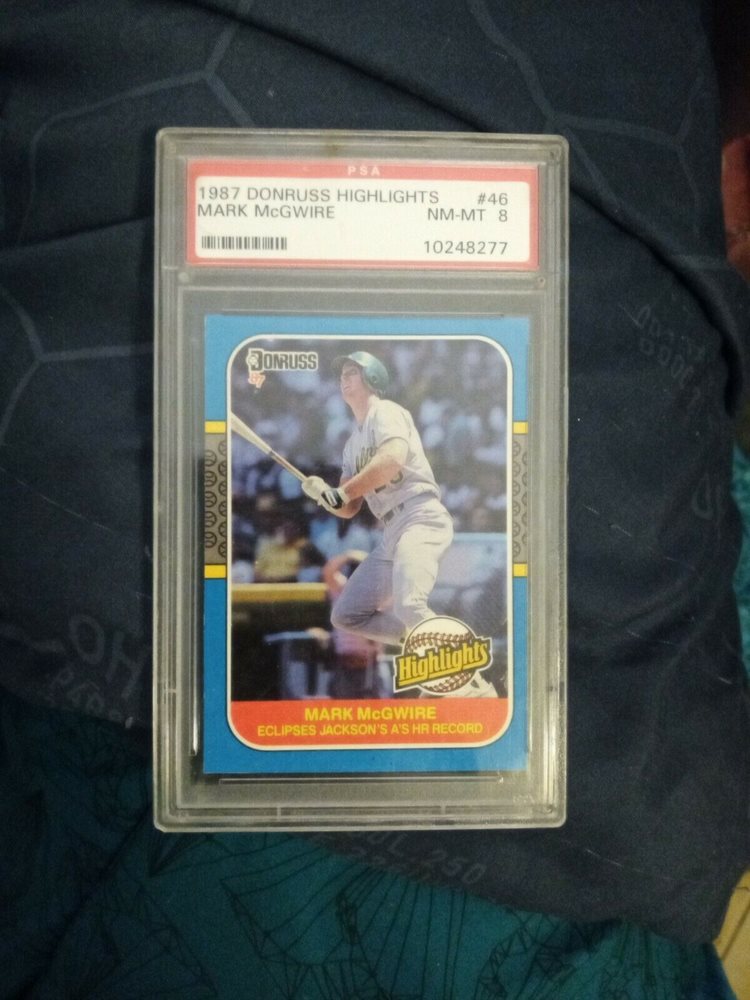 PSA
1987 DONRUSS HIGHLIGHTS #46
MARK McGWIRE NM-MT 8
10248277
DONRUSS
87
Highlights
MARK McGWIRE
ECLIPSES JACKSON'S A'S HR RECORD
250